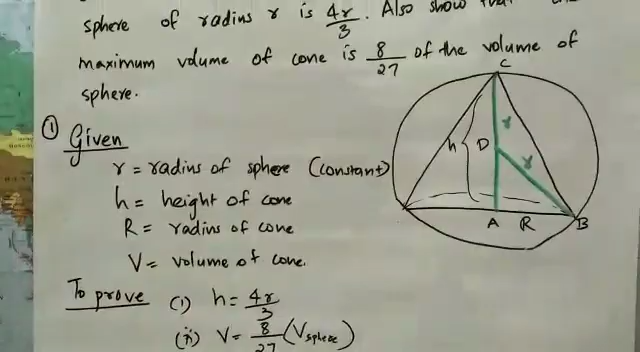 sphere of radius r is 4r/3. Also show that
maximum volume of cone is 8/27 of the volume of
sphere.
① Given
r = radius of sphere (constant)
h = height of cone
R = radius of cone
V = volume of cone.
To prove (i) h = 4r/3
(ii) V = 8/27 (Vsphere)
C
r
h
D
r
A
R
B